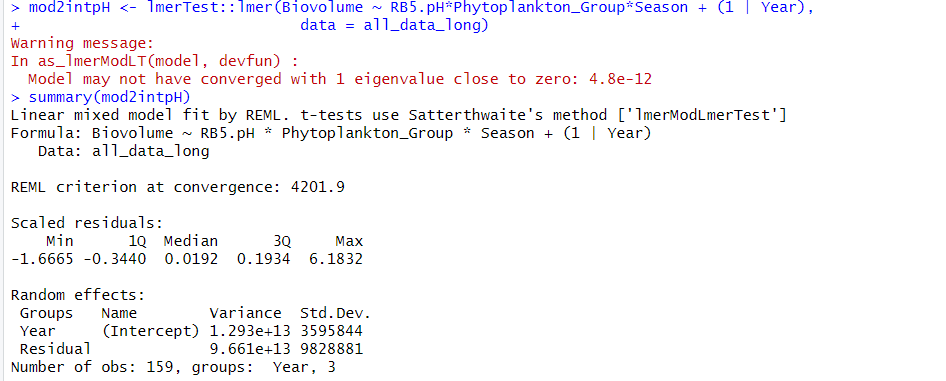 > mod2intpH <- lmerTest::lmer(Biovolume ~ RB5.pH*Phytoplankton_Group*Season + (1 | Year),
+                             data = all_data_long)
Warning message:
In as_lmerModLT(model, devfun) :
  Model may not have converged with 1 eigenvalue close to zero: 4.8e-12
> summary(mod2intpH)
Linear mixed model fit by REML. t-tests use Satterthwaite's method ['lmerModLmerTest']
Formula: Biovolume ~ RB5.pH * Phytoplankton_Group * Season + (1 | Year)
   Data: all_data_long

REML criterion at convergence: 4201.9

Scaled residuals:
    Min      1Q  Median      3Q     Max
-1.6665 -0.3440  0.0192  0.1934  6.1832

Random effects:
 Groups   Name        Variance  Std.Dev.
 Year     (Intercept) 1.293e+13 3595844
 Residual             9.661e+13 9828881
Number of obs: 159, groups:  Year, 3